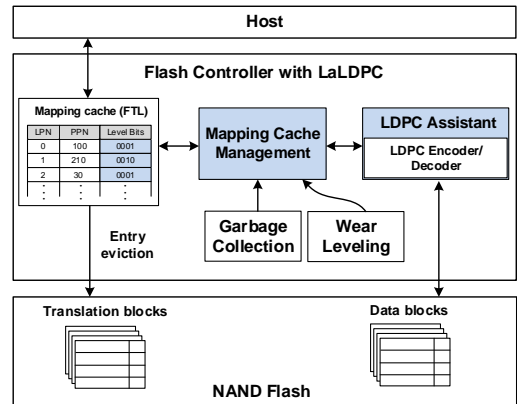 Host
Flash Controller with LaLDPC
Mapping cache (FTL)
LPN PPN Level Bits
0 100 0001
1 210 0010
2 30 0001
Mapping Cache
Management
LDPC Assistant
LDPC Encoder/
Decoder
Garbage
Collection
Wear
Leveling
Entry
eviction
Translation blocks
Data blocks
NAND Flash